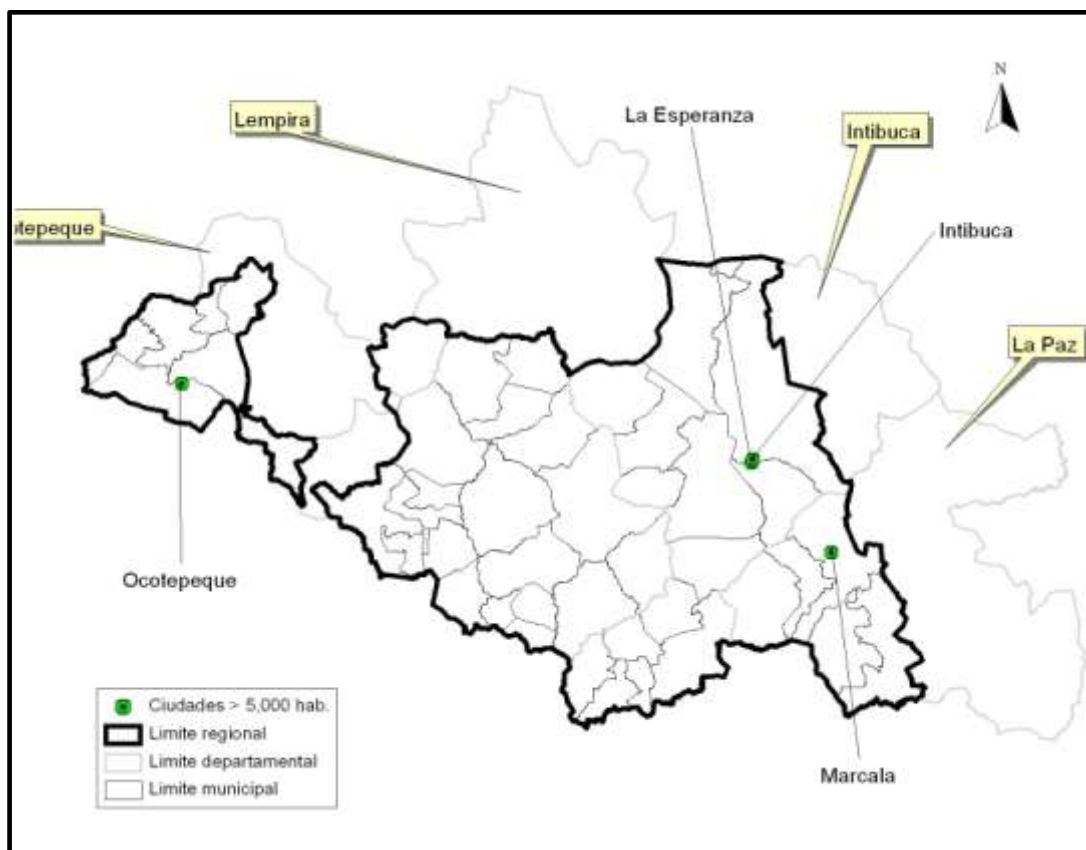 N
La Esperanza
Lempira
Intibuca
otepeque
Intibuca
La Paz
Ocotepeque
Ciudades > 5,000 hab.
Limite regional
Limite departamental
Limite municipal
Marcala